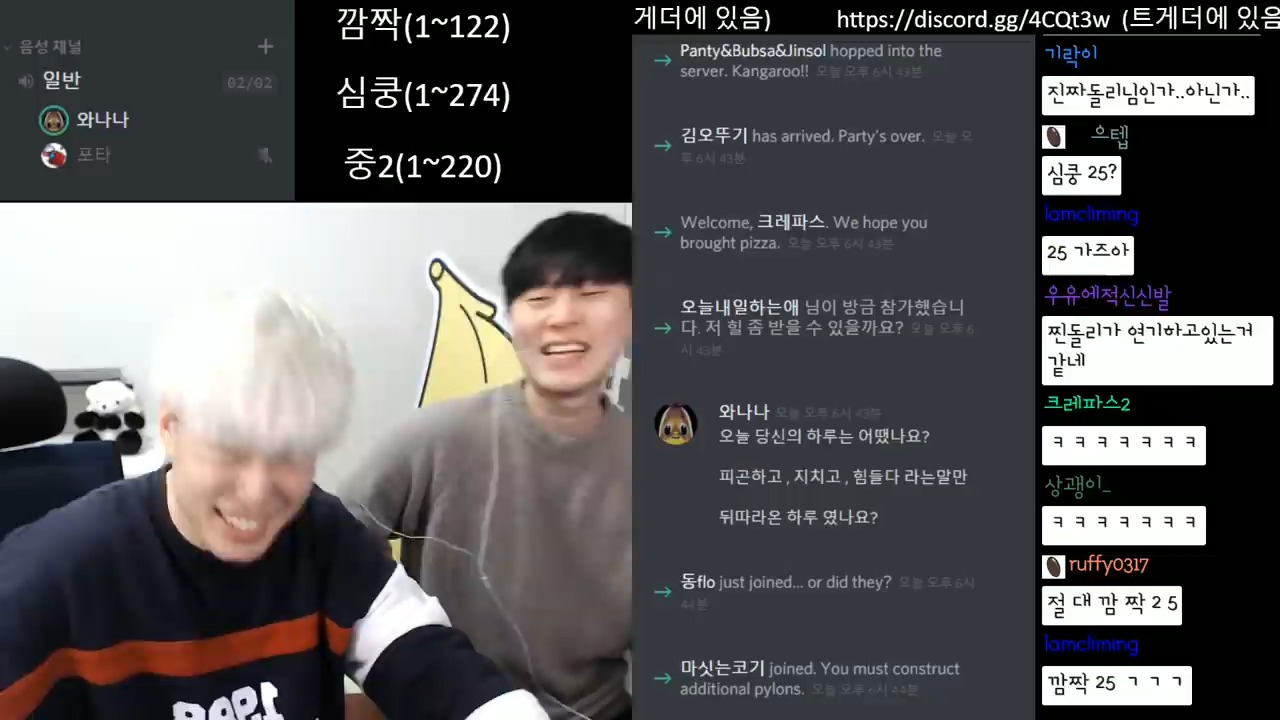 음성 채널
일반
02/02
와나나
포타
깜짝(1~122)
심쿵(1~274)
중2(1~220)
게더에 있음)
https://discord.gg/4CQt3w (트게더에 있음
Panty&Bubsa&Jinsol hopped into the
server. Kangaroo!! 오늘 오후 6시 43분
김오뚜기 has arrived. Party's over. 오늘 오
후 6시 43분
Welcome, 크레파스. We hope you
brought pizza. 오늘 오후 6시 43분
오늘내일하는애 님이 방금 참가했습니
다. 저 힐 좀 받을 수 있을까요? 오늘 오후 6
시 43분
와나나 오늘 오후 6시 43분
오늘 당신의 하루는 어땠나요?
피곤하고 , 지치고 , 힘들다 라는말만
뒤따라온 하루 였나요?
동flo just joined... or did they? 오늘 오후 6시
44분
마싯는코기 joined. You must construct
additional pylons. 오늘 오후 6시 44분
기락이
진짜돌리님인가..아닌가..
으텝
심쿵 25?
lamcliming
25 가즈아
우유에적신신발
찐돌리가 연기하고있는거
같네
크레파스2
ㅋ ㅋ ㅋ ㅋ ㅋ ㅋ ㅋ
상괭이_
ㅋ ㅋ ㅋ ㅋ ㅋ ㅋ ㅋ
ruffy0317
절 대 깜 짝 2 5
lamcliming
깜짝 25 ㄱ ㄱ ㄱ